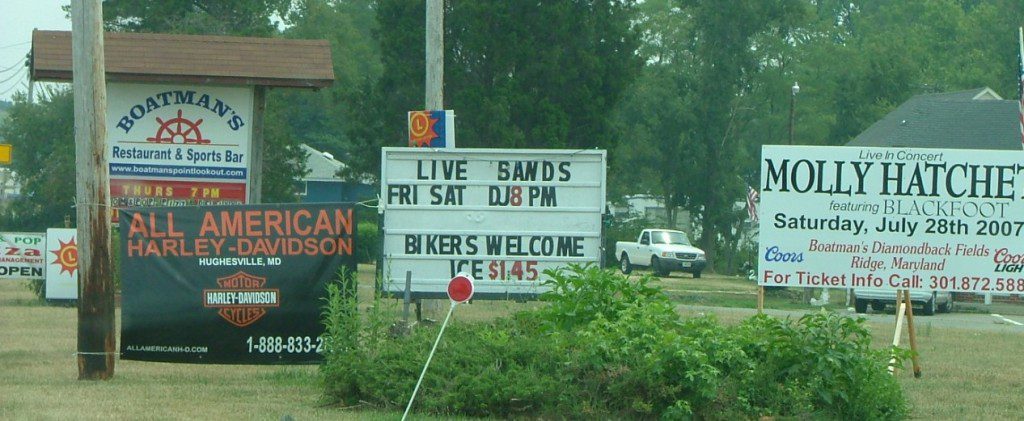 BOATMAN'S
Restaurant & Sports Bar
www.boatmanspointlookout.com
THURS 7 PM
POP
MANAGEMENT
OPEN
ALL AMERICAN
HARLEY-DAVIDSON
HUGHESVILLE, MD
MOTOR
HARLEY-DAVIDSON
CYCLES
ALLAMERICANH-D.COM
1-888-833-2
L
LIVE BANDS
FRI SAT DJ8 PM
BIKERS WELCOME
ICE $1.45
Live In Concert
MOLLY HATCHET
featuring BLACKFOOT
Saturday, July 28th 2007
Coors
Boatman's Diamondback Fields
Ridge, Maryland
Coors
LIGHT
For Ticket Info Call: 301.872.588